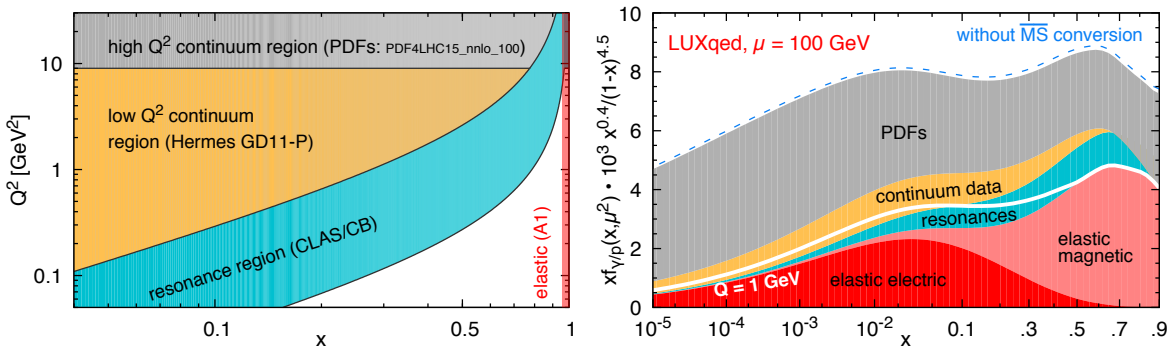 high Q² continuum region (PDFs: PDF4LHC15_nnlo_100)
low Q² continuum
region (Hermes GD11-P)
resonance region (CLAS/CB)
elastic (A1)
Q² [GeV²]
10
1
0.1
0.1
0.5
1
x
LUXqed, μ = 100 GeV
without M̅S̅ conversion
PDFs
continuum data
resonances
elastic
magnetic
elastic electric
Q = 1 GeV
xfγ/p(x,μ²) • 10³ x^0.4/(1-x)^4.5
10
8
6
4
2
0
10⁻⁵
10⁻⁴
10⁻³
10⁻²
0.1
.3
.5
.7
.9
x